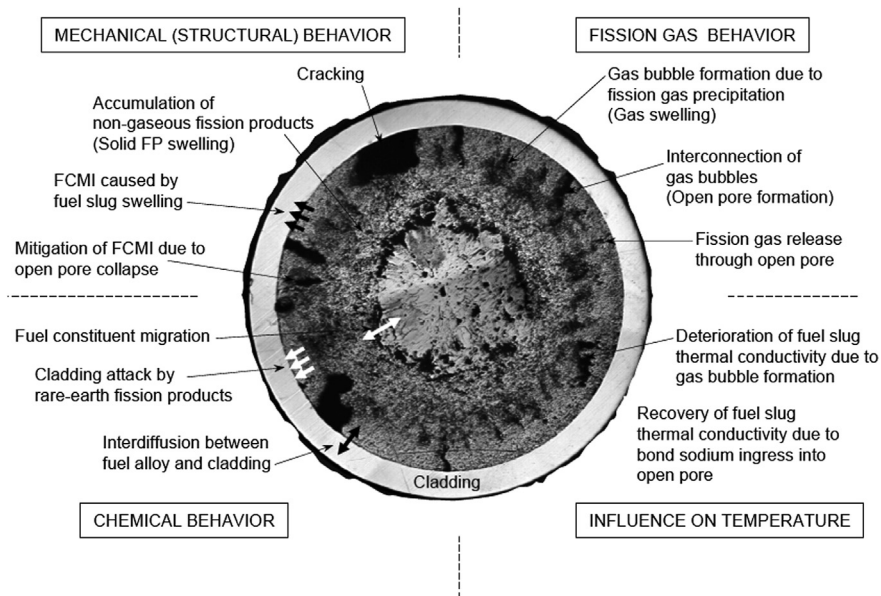 MECHANICAL (STRUCTURAL) BEHAVIOR
Cracking
Accumulation of
non-gaseous fission products
(Solid FP swelling)
FCMI caused by
fuel slug swelling
Mitigation of FCMI due to
open pore collapse
FISSION GAS BEHAVIOR
Gas bubble formation due to
fission gas precipitation
(Gas swelling)
Interconnection of
gas bubbles
(Open pore formation)
Fission gas release
through open pore
Fuel constituent migration
Cladding attack by
rare-earth fission products
Interdiffusion between
fuel alloy and cladding
Cladding
CHEMICAL BEHAVIOR
Deterioration of fuel slug
thermal conductivity due to
gas bubble formation
Recovery of fuel slug
thermal conductivity due to
bond sodium ingress into
open pore
INFLUENCE ON TEMPERATURE